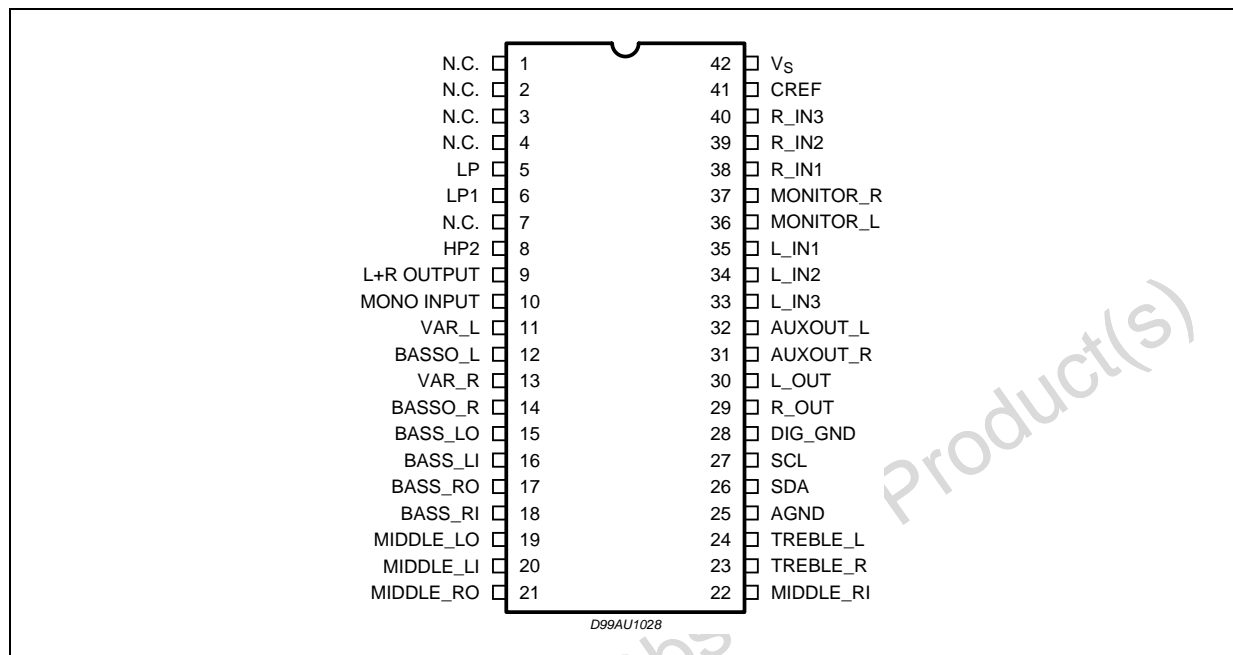 N.C. 1 42 VS
N.C. 2 41 CREF
N.C. 3 40 R_IN3
N.C. 4 39 R_IN2
LP 5 38 R_IN1
LP1 6 37 MONITOR_R
N.C. 7 36 MONITOR_L
HP2 8 35 L_IN1
L+R OUTPUT 9 34 L_IN2
MONO INPUT 10 33 L_IN3
VAR_L 11 32 AUXOUT_L
BASSO_L 12 31 AUXOUT_R
VAR_R 13 30 L_OUT
BASSO_R 14 29 R_OUT
BASS_LO 15 28 DIG_GND
BASS_LI 16 27 SCL
BASS_RO 17 26 SDA
BASS_RI 18 25 AGND
MIDDLE_LO 19 24 TREBLE_L
MIDDLE_LI 20 23 TREBLE_R
MIDDLE_RO 21 22 MIDDLE_RI
D99AU1028
Product(s)